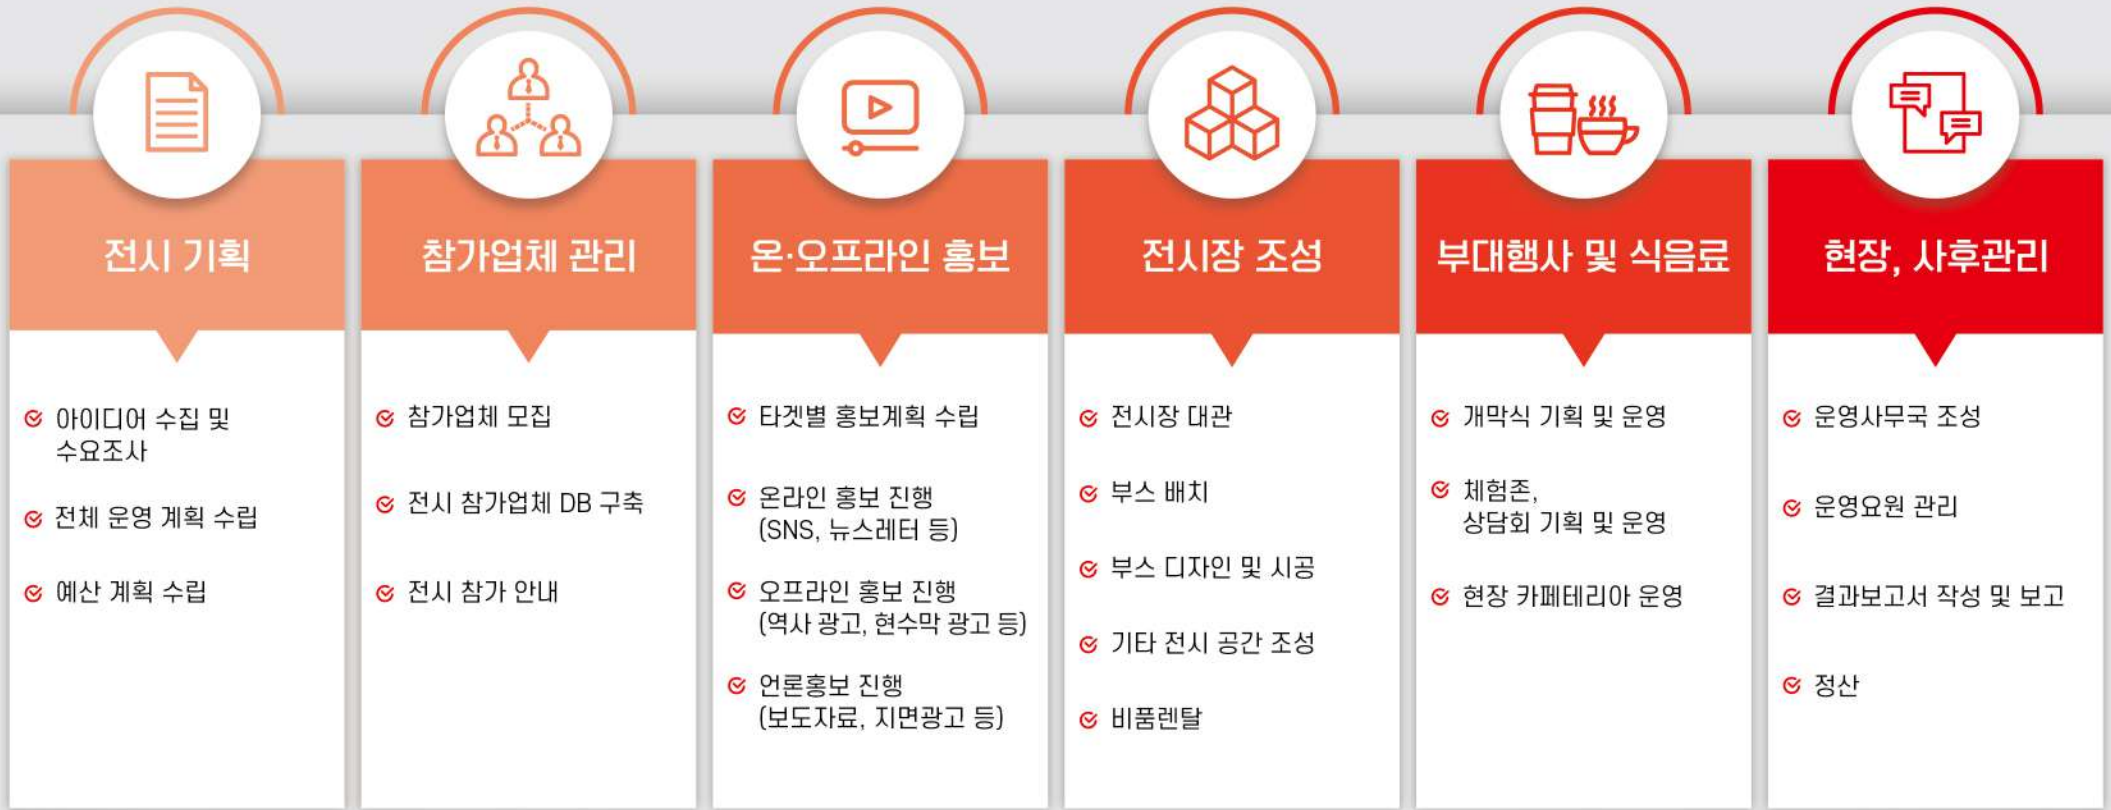 전시 기획
아이디어 수집 및
수요조사
전체 운영 계획 수립
예산 계획 수립
참가업체 관리
참가업체 모집
전시 참가업체 DB 구축
전시 참가 안내
온·오프라인 홍보
타겟별 홍보계획 수립
온라인 홍보 진행
(SNS, 뉴스레터 등)
오프라인 홍보 진행
(역사 광고, 현수막 광고 등)
언론홍보 진행
(보도자료, 지면광고 등)
전시장 조성
전시장 대관
부스 배치
부스 디자인 및 시공
기타 전시 공간 조성
비품렌탈
부대행사 및 식음료
개막식 기획 및 운영
체험존,
상담회 기획 및 운영
현장 카페테리아 운영
현장, 사후관리
운영사무국 조성
운영요원 관리
결과보고서 작성 및 보고
정산